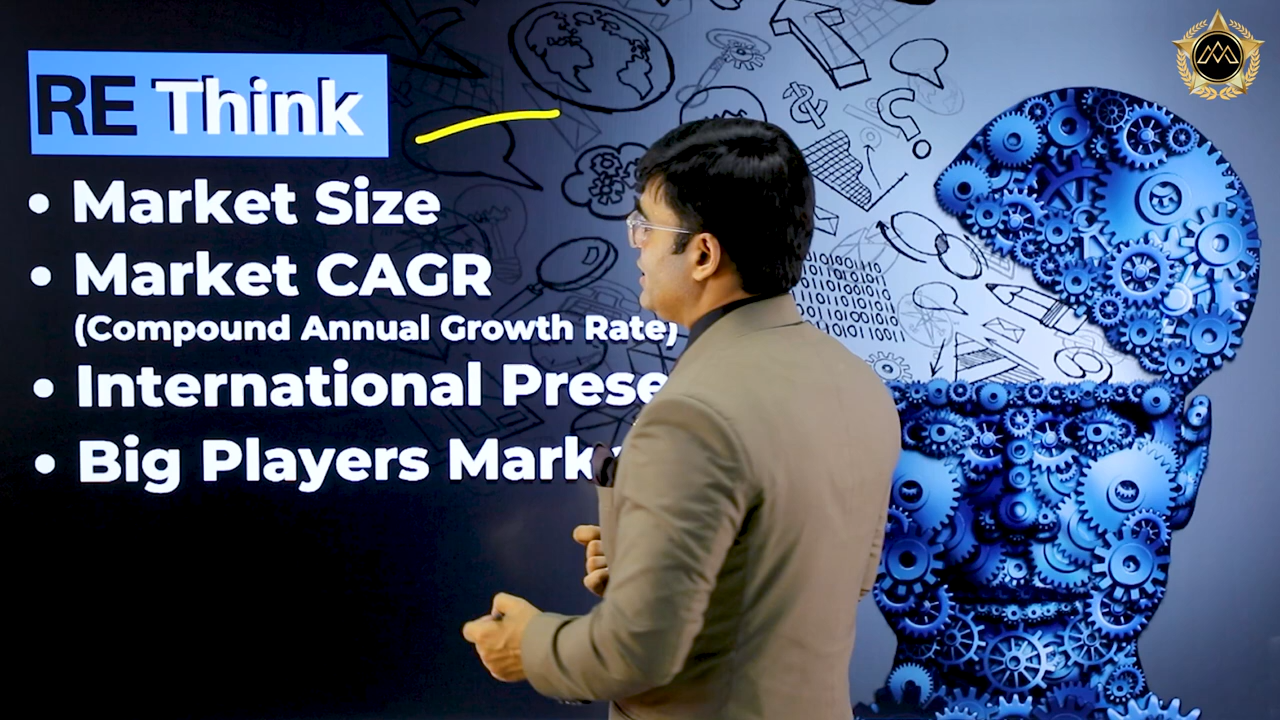 RE Think
• Market Size
• Market CAGR
(Compound Annual Growth Rate)
• International Prese
• Big Players Mark